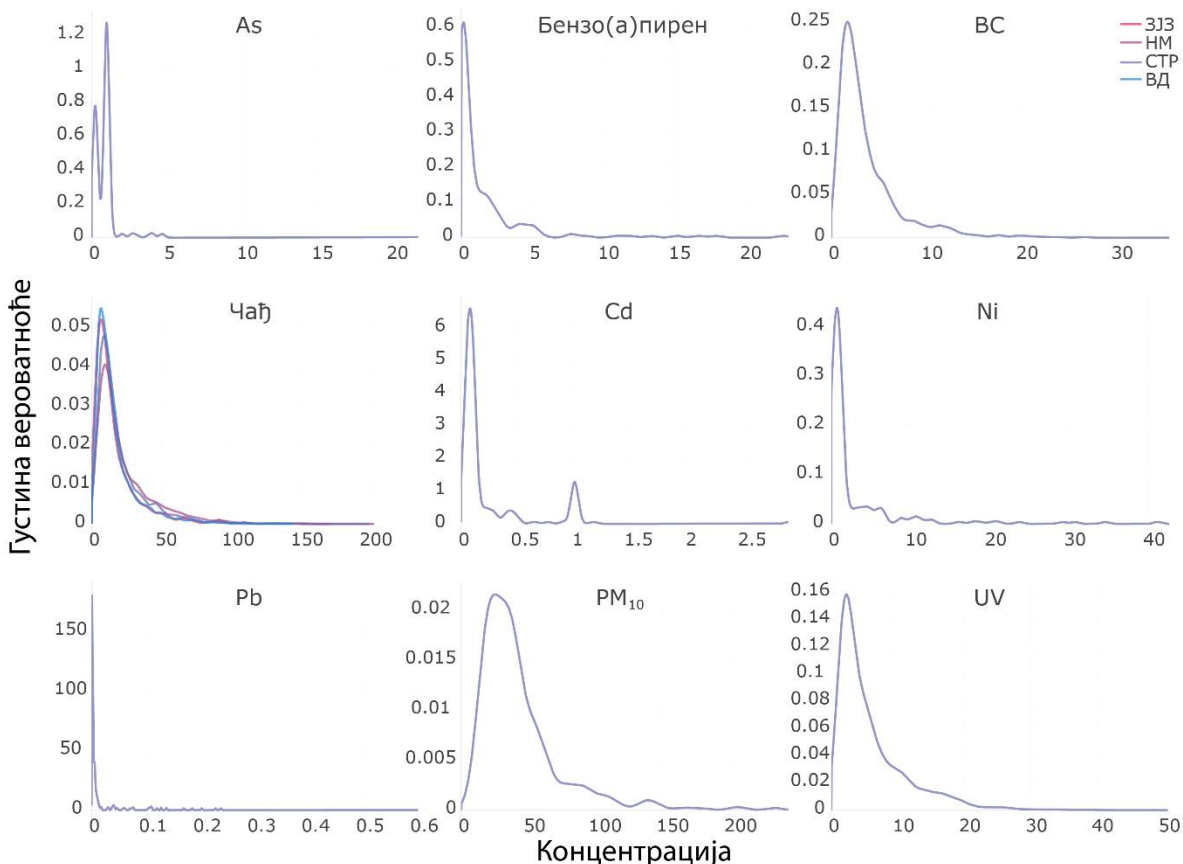 As
Бензо(а)пирен
BC
ЗЈЗ
НМ
СТР
ВД
1.2
1
0.8
0.6
0.4
0.2
0
0 5 10 15 20
0.6
0.5
0.4
0.3
0.2
0.1
0
0 5 10 15 20
0.25
0.2
0.15
0.1
0.05
0
0 10 20 30
Густина вероватноће
Чађ
Cd
Ni
0.05
0.04
0.03
0.02
0.01
0
0 50 100 150 200
6
5
4
3
2
1
0
0 0.5 1 1.5 2 2.5
0.4
0.3
0.2
0.1
0
0 10 20 30 40
Pb
PM₁₀
UV
150
100
50
0
0 0.1 0.2 0.3 0.4 0.5 0.6
0.02
0.015
0.01
0.005
0
0 50 100 150 200
0.16
0.14
0.12
0.1
0.08
0.06
0.04
0.02
0
0 10 20 30 40 50
Концентрација